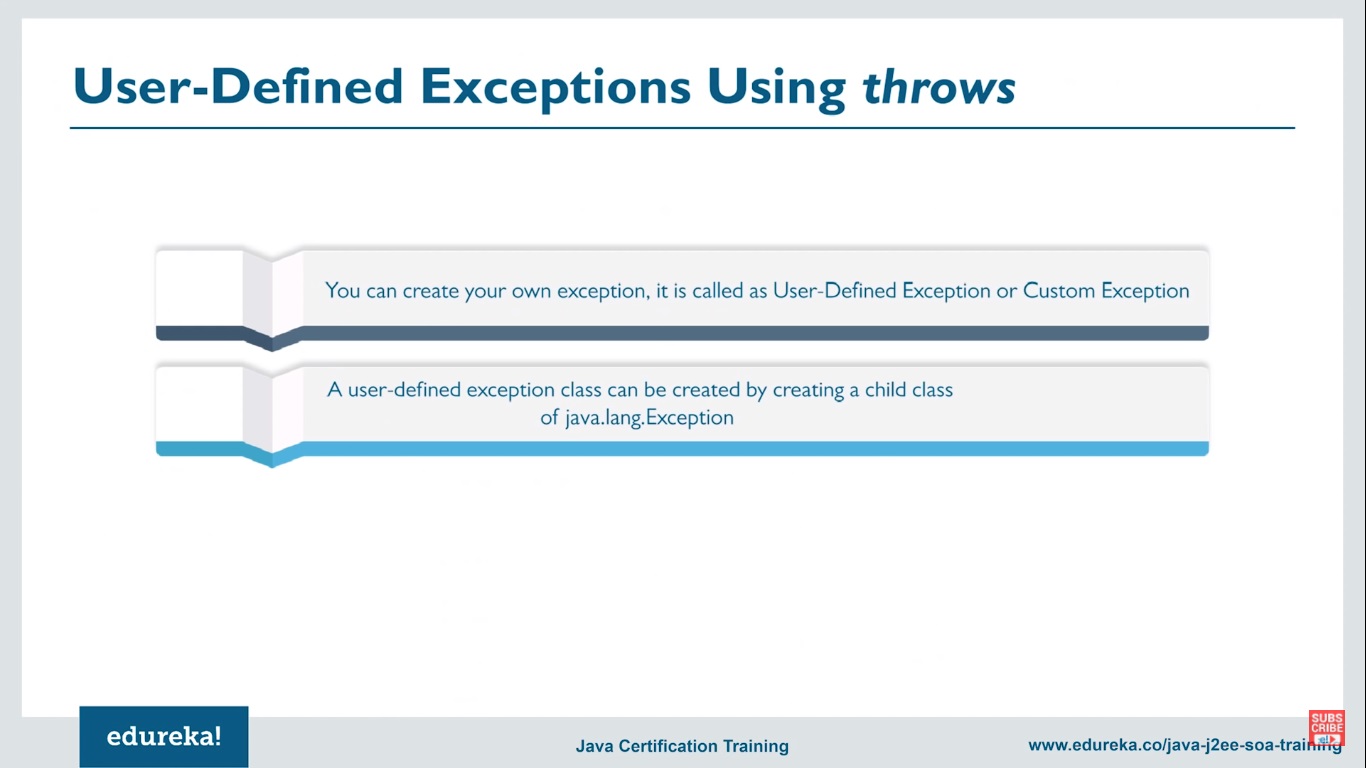 User-Defined Exceptions Using throws
You can create your own exception, it is called as User-Defined Exception or Custom Exception
A user-defined exception class can be created by creating a child class
of java.lang.Exception
edureka!
Java Certification Training
www.edureka.co/java-j2ee-soa-training
SUBS
CRIBE